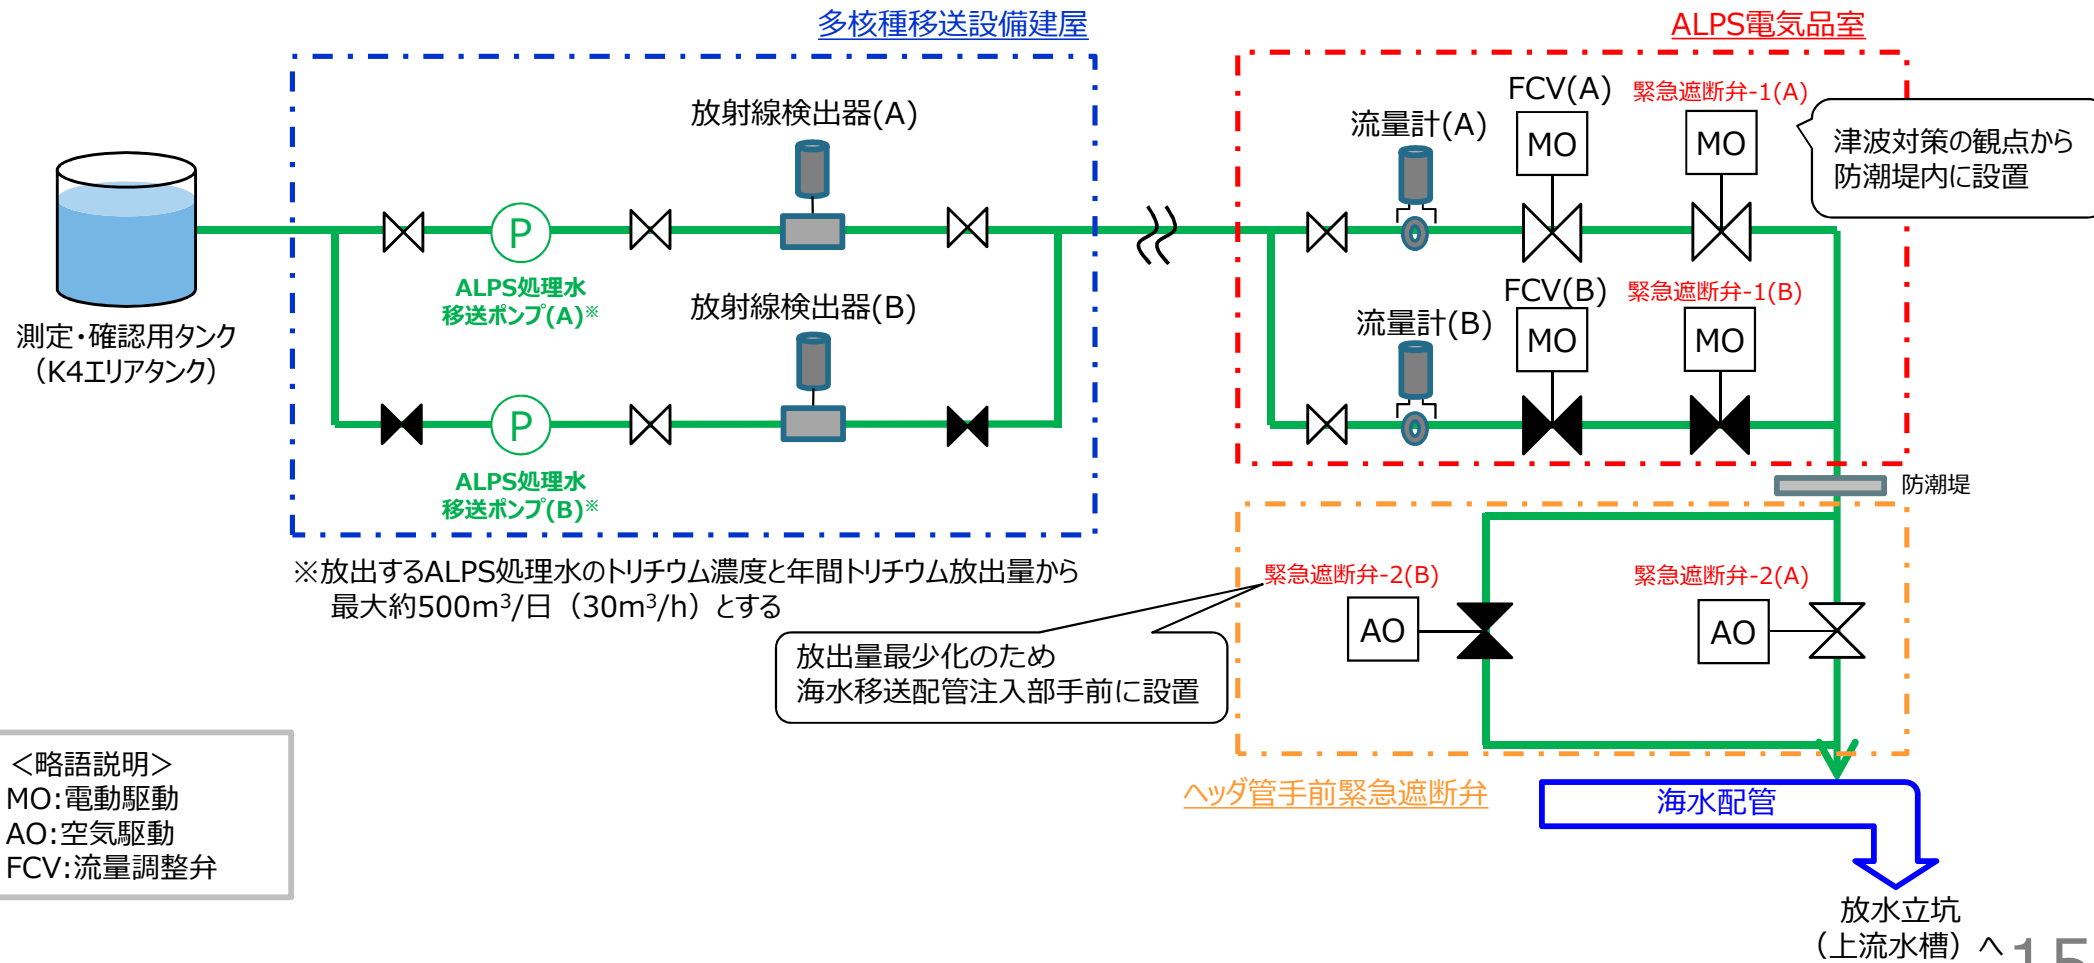 多核種移送設備建屋
ALPS電気品室
放射線検出器(A)
流量計(A)
FCV(A)
緊急遮断弁-1(A)
MO
MO
津波対策の観点から
防潮堤内に設置
P
ALPS処理水
移送ポンプ(A)※
測定・確認用タンク
（K4エリアタンク）
放射線検出器(B)
流量計(B)
FCV(B)
緊急遮断弁-1(B)
MO
MO
P
ALPS処理水
移送ポンプ(B)※
防潮堤
※放出するALPS処理水のトリチウム濃度と年間トリチウム放出量から
最大約500m³/日（30m³/h）とする
緊急遮断弁-2(B)
緊急遮断弁-2(A)
AO
AO
放出量最少化のため
海水移送配管注入部手前に設置
ヘッダ管手前緊急遮断弁
海水配管
＜略語説明＞
MO:電動駆動
AO:空気駆動
FCV:流量調整弁
放水立坑
（上流水槽）へ
15